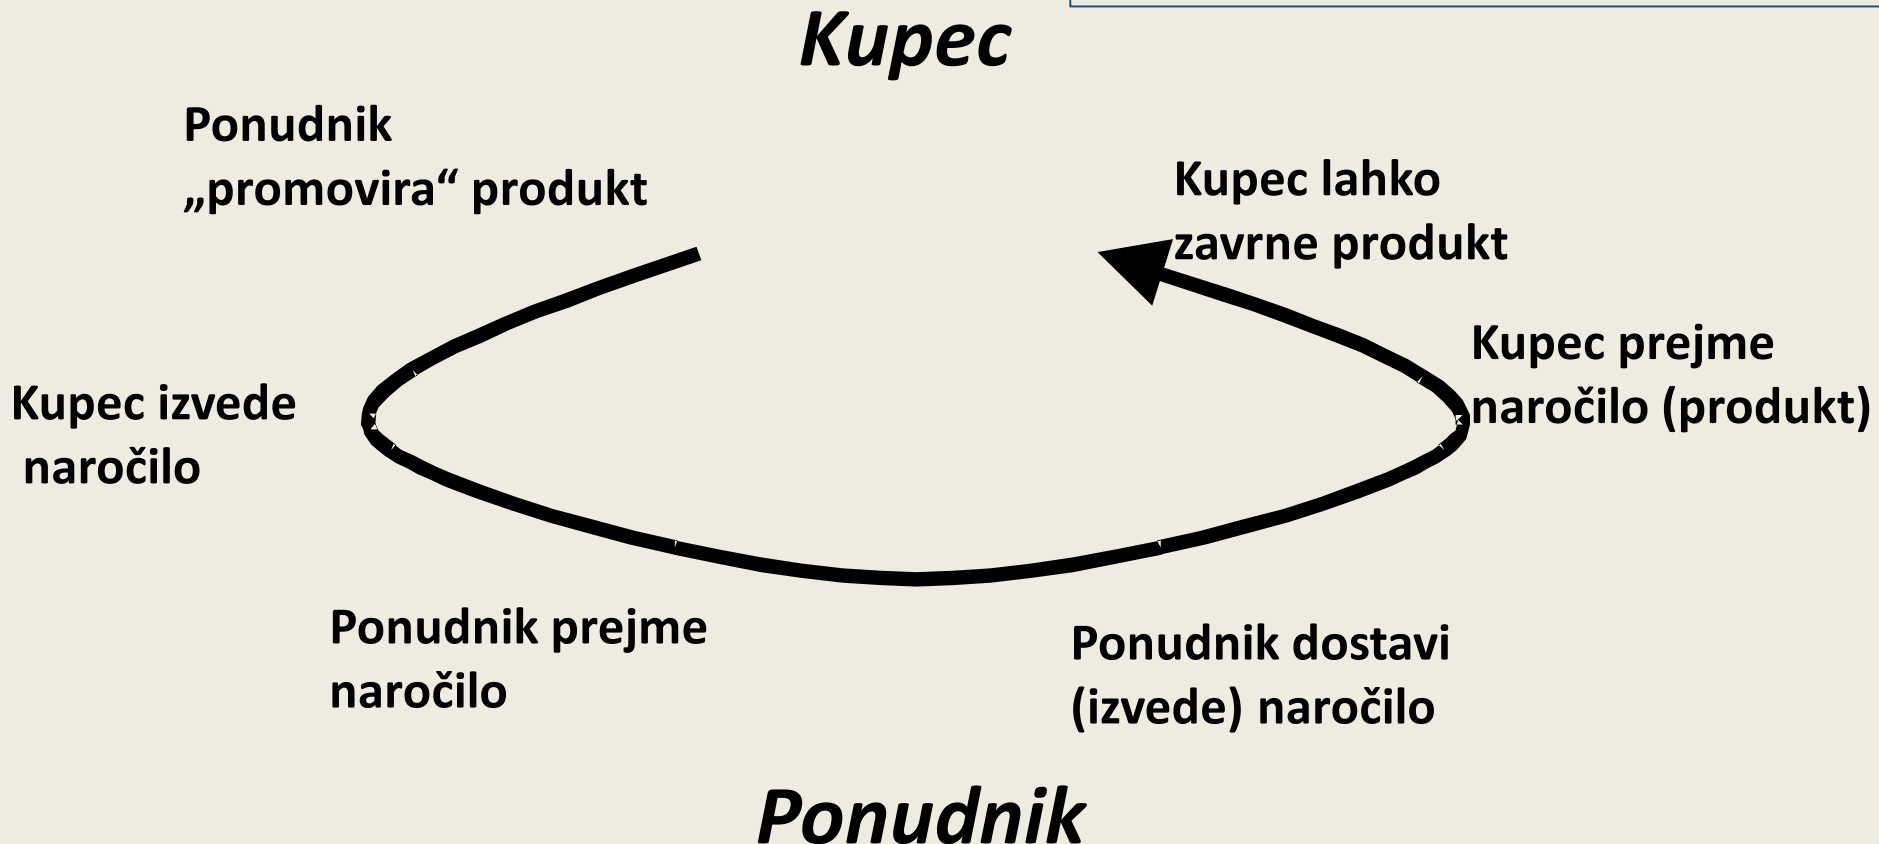 Kupec
Ponudnik
„promovira“ produkt
Kupec lahko
zavrne produkt
Kupec prejme
naročilo (produkt)
Kupec izvede
naročilo
Ponudnik prejme
naročilo
Ponudnik dostavi
(izvede) naročilo
Ponudnik